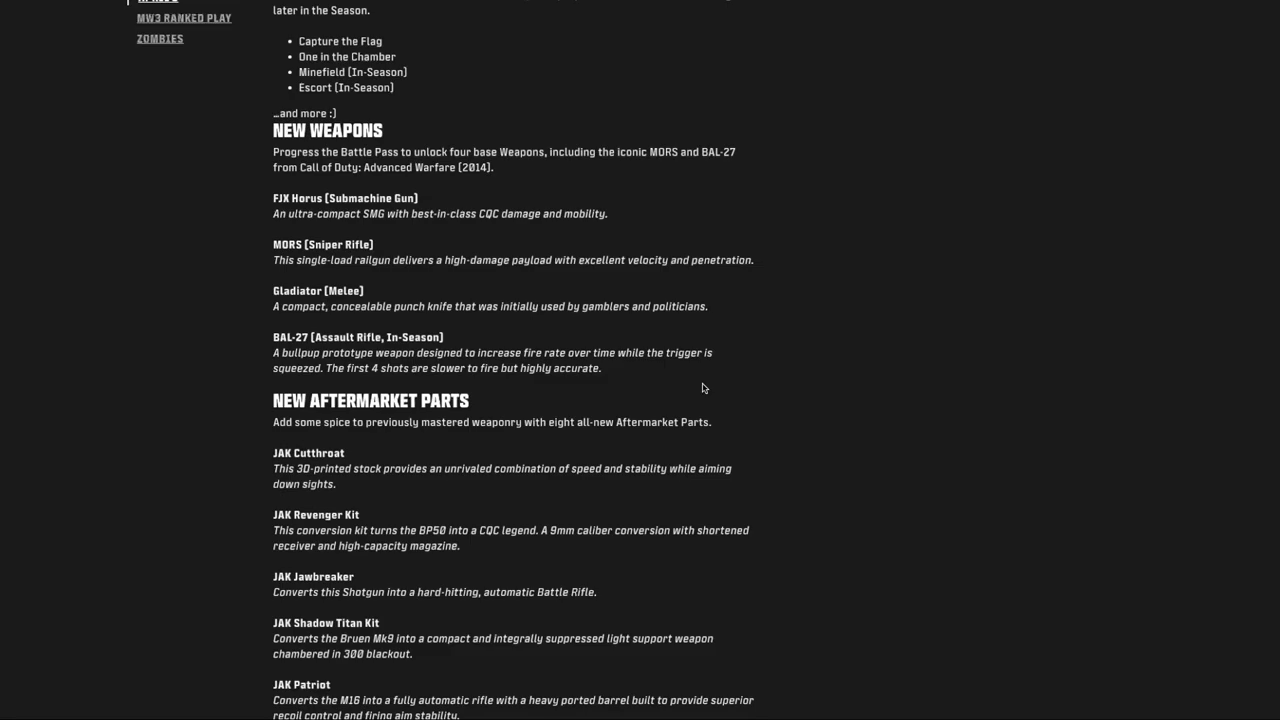 MW3 RANKED PLAY
ZOMBIES
later in the Season.
• Capture the Flag
• One in the Chamber
• Minefield (In-Season)
• Escort (In-Season)
…and more :)
NEW WEAPONS
Progress the Battle Pass to unlock four base Weapons, including the iconic MORS and BAL-27
from Call of Duty: Advanced Warfare (2014).
FJX Horus (Submachine Gun)
An ultra-compact SMG with best-in-class CQC damage and mobility.
MORS (Sniper Rifle)
This single-load railgun delivers a high-damage payload with excellent velocity and penetration.
Gladiator (Melee)
A compact, concealable punch knife that was initially used by gamblers and politicians.
BAL-27 (Assault Rifle, In-Season)
A bullpup prototype weapon designed to increase fire rate over time while the trigger is
squeezed. The first 4 shots are slower to fire but highly accurate.
NEW AFTERMARKET PARTS
Add some spice to previously mastered weaponry with eight all-new Aftermarket Parts.
JAK Cutthroat
This 3D-printed stock provides an unrivaled combination of speed and stability while aiming
down sights.
JAK Revenger Kit
This conversion kit turns the BP50 into a CQC legend. A 9mm caliber conversion with shortened
receiver and high-capacity magazine.
JAK Jawbreaker
Converts this Shotgun into a hard-hitting, automatic Battle Rifle.
JAK Shadow Titan Kit
Converts the Bruen Mk9 into a compact and integrally suppressed light support weapon
chambered in 300 blackout.
JAK Patriot
Converts the M16 into a fully automatic rifle with a heavy ported barrel built to provide superior
recoil control and firing aim stability.